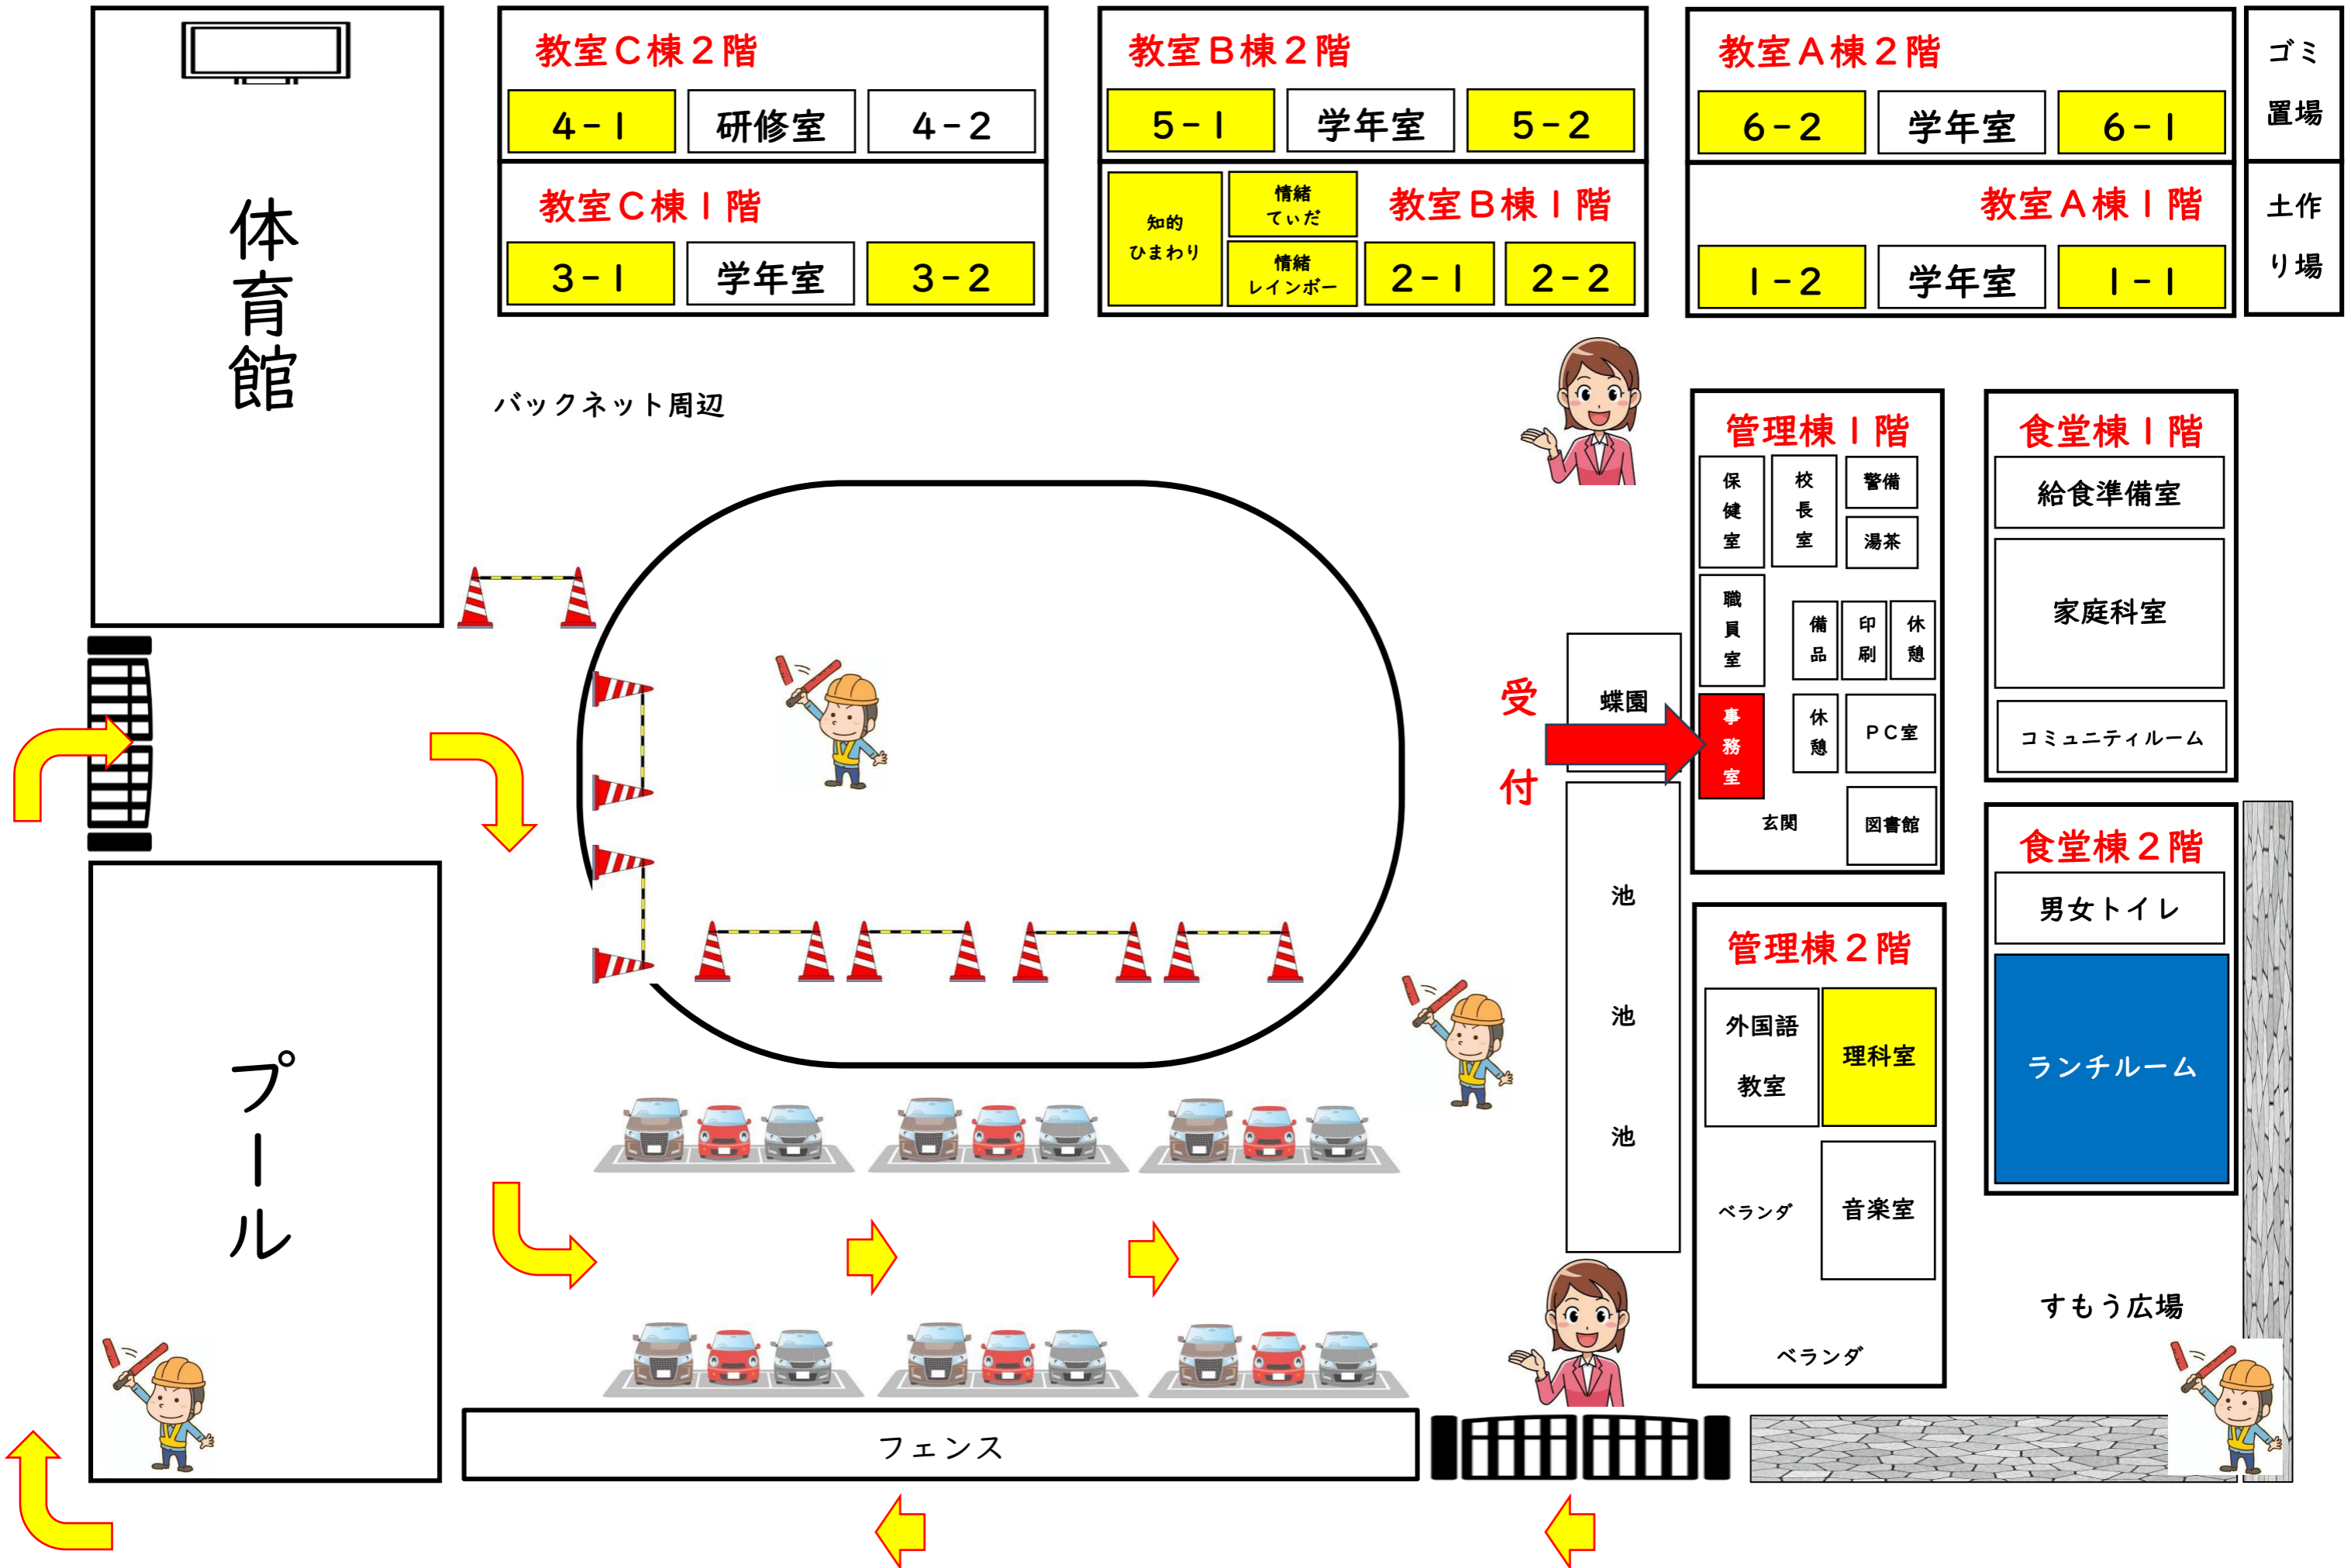 教室C棟2階
4-1
研修室
4-2
教室C棟1階
3-1
学年室
3-2
教室B棟2階
5-1
学年室
5-2
知的
ひまわり
情緒
てぃだ
情緒
レインボー
教室B棟1階
2-1
2-2
教室A棟2階
6-2
学年室
6-1
教室A棟1階
1-2
学年室
1-1
ゴミ
置場
土作
り場
体育館
バックネット周辺
管理棟1階
保健室
校長室
警備
湯茶
職員室
備品
印刷
休憩
事務室
休憩
PC室
玄関
図書館
食堂棟1階
給食準備室
家庭科室
コミュニティルーム
受付
蝶園
池
池
池
食堂棟2階
男女トイレ
ランチルーム
管理棟2階
外国語
教室
理科室
ベランダ
音楽室
ベランダ
すもう広場
プール
フェンス